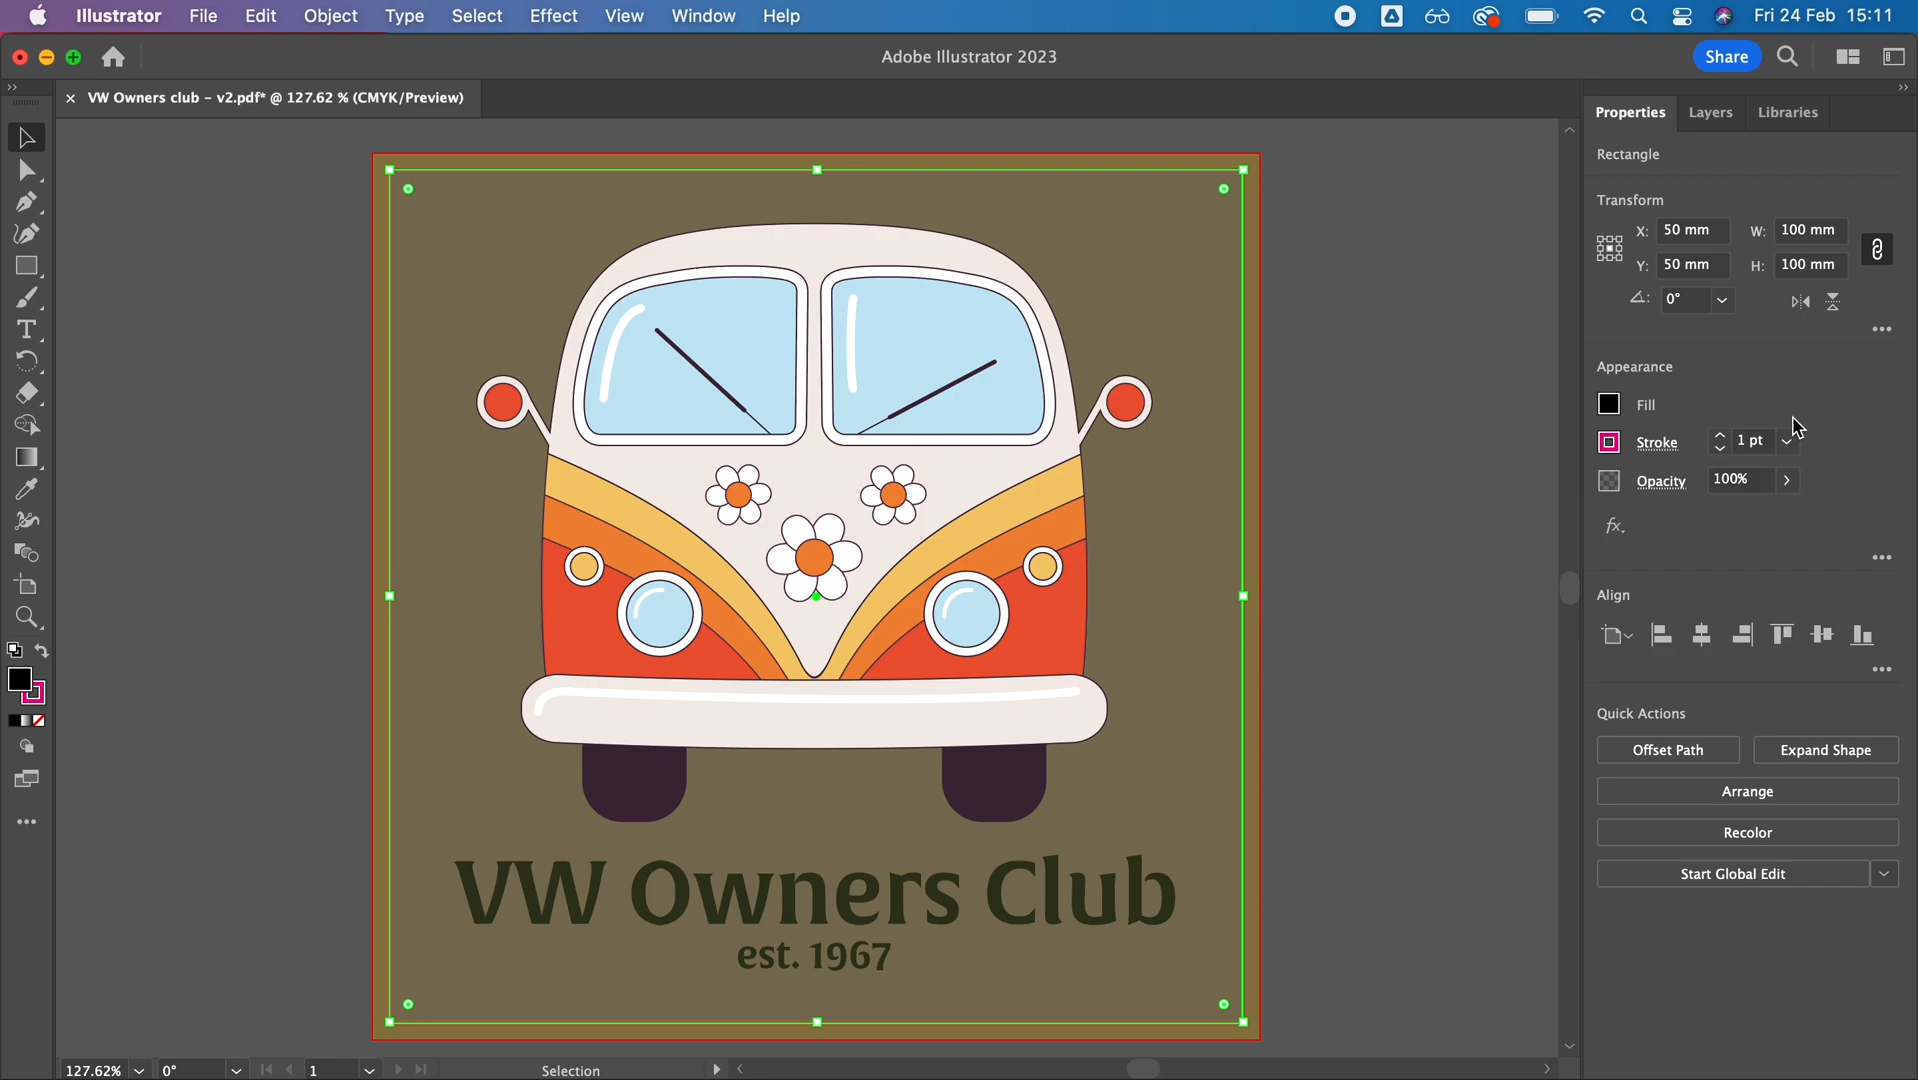 Illustrator File Edit Object Type Select Effect View Window Help Fri 24 Feb 15:11
Adobe Illustrator 2023 Share
× VW Owners club – v2.pdf* @ 127.62 % (CMYK/Preview)
Properties Layers Libraries
Rectangle
Transform
X: 50 mm W: 100 mm
Y: 50 mm H: 100 mm
0°
Appearance
Fill
Stroke 1 pt
Opacity 100%
fx.
Align
Quick Actions
Offset Path Expand Shape
Arrange
Recolor
Start Global Edit
VW Owners Club
est. 1967
127.62% 0° 1 Selection